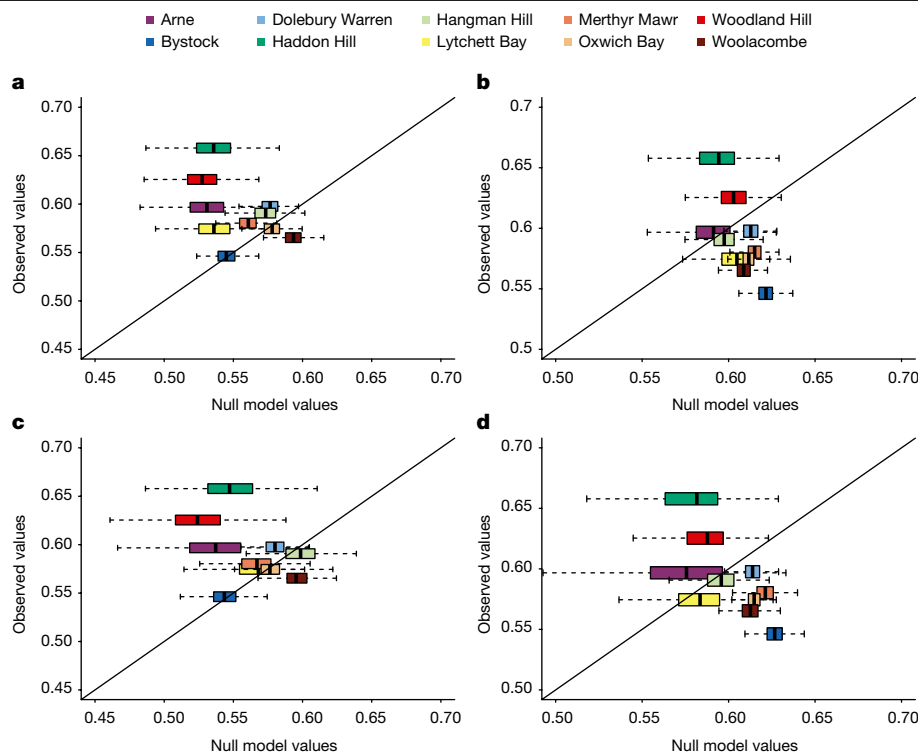 Arne Dolebury Warren Hangman Hill Merthyr Mawr Woodland Hill
Bystock Haddon Hill Lytchett Bay Oxwich Bay Woolacombe
a
0.70
0.65
0.60
0.55
0.50
0.45
Observed values
0.45 0.50 0.55 0.60 0.65 0.70
Null model values
b
0.7
0.65
0.6
0.55
0.5
Observed values
0.50 0.55 0.60 0.65 0.70
Null model values
c
0.70
0.65
0.60
0.55
0.50
0.45
Observed values
0.45 0.50 0.55 0.60 0.65 0.70
Null model values
d
0.70
0.65
0.60
0.55
0.50
Observed values
0.50 0.55 0.60 0.65 0.70
Null model values